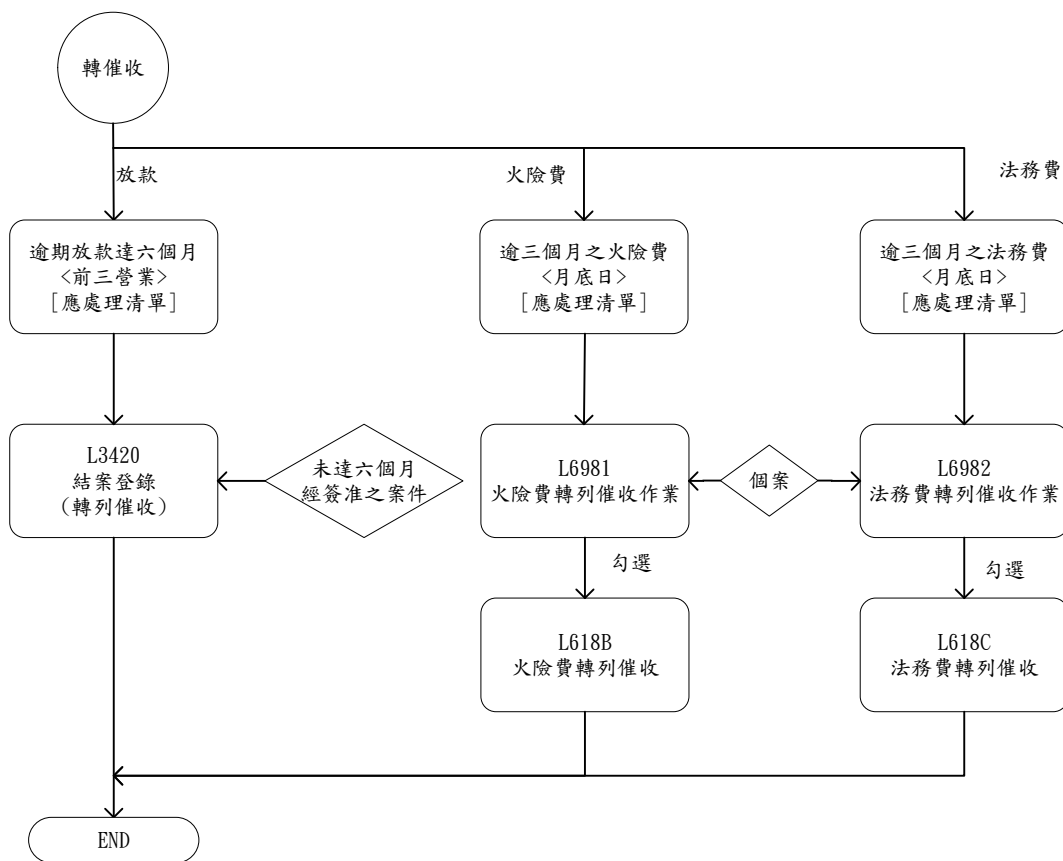 轉催收
放款
火險費
法務費
逾期放款達六個月
<前三營業>
[應處理清單]
逾三個月之火險費
<月底日>
[應處理清單]
逾三個月之法務費
<月底日>
[應處理清單]
L3420
結案登錄
(轉列催收)
未達六個月
經簽准之案件
L6981
火險費轉列催收作業
個案
L6982
法務費轉列催收作業
勾選
勾選
L618B
火險費轉列催收
L618C
法務費轉列催收
END